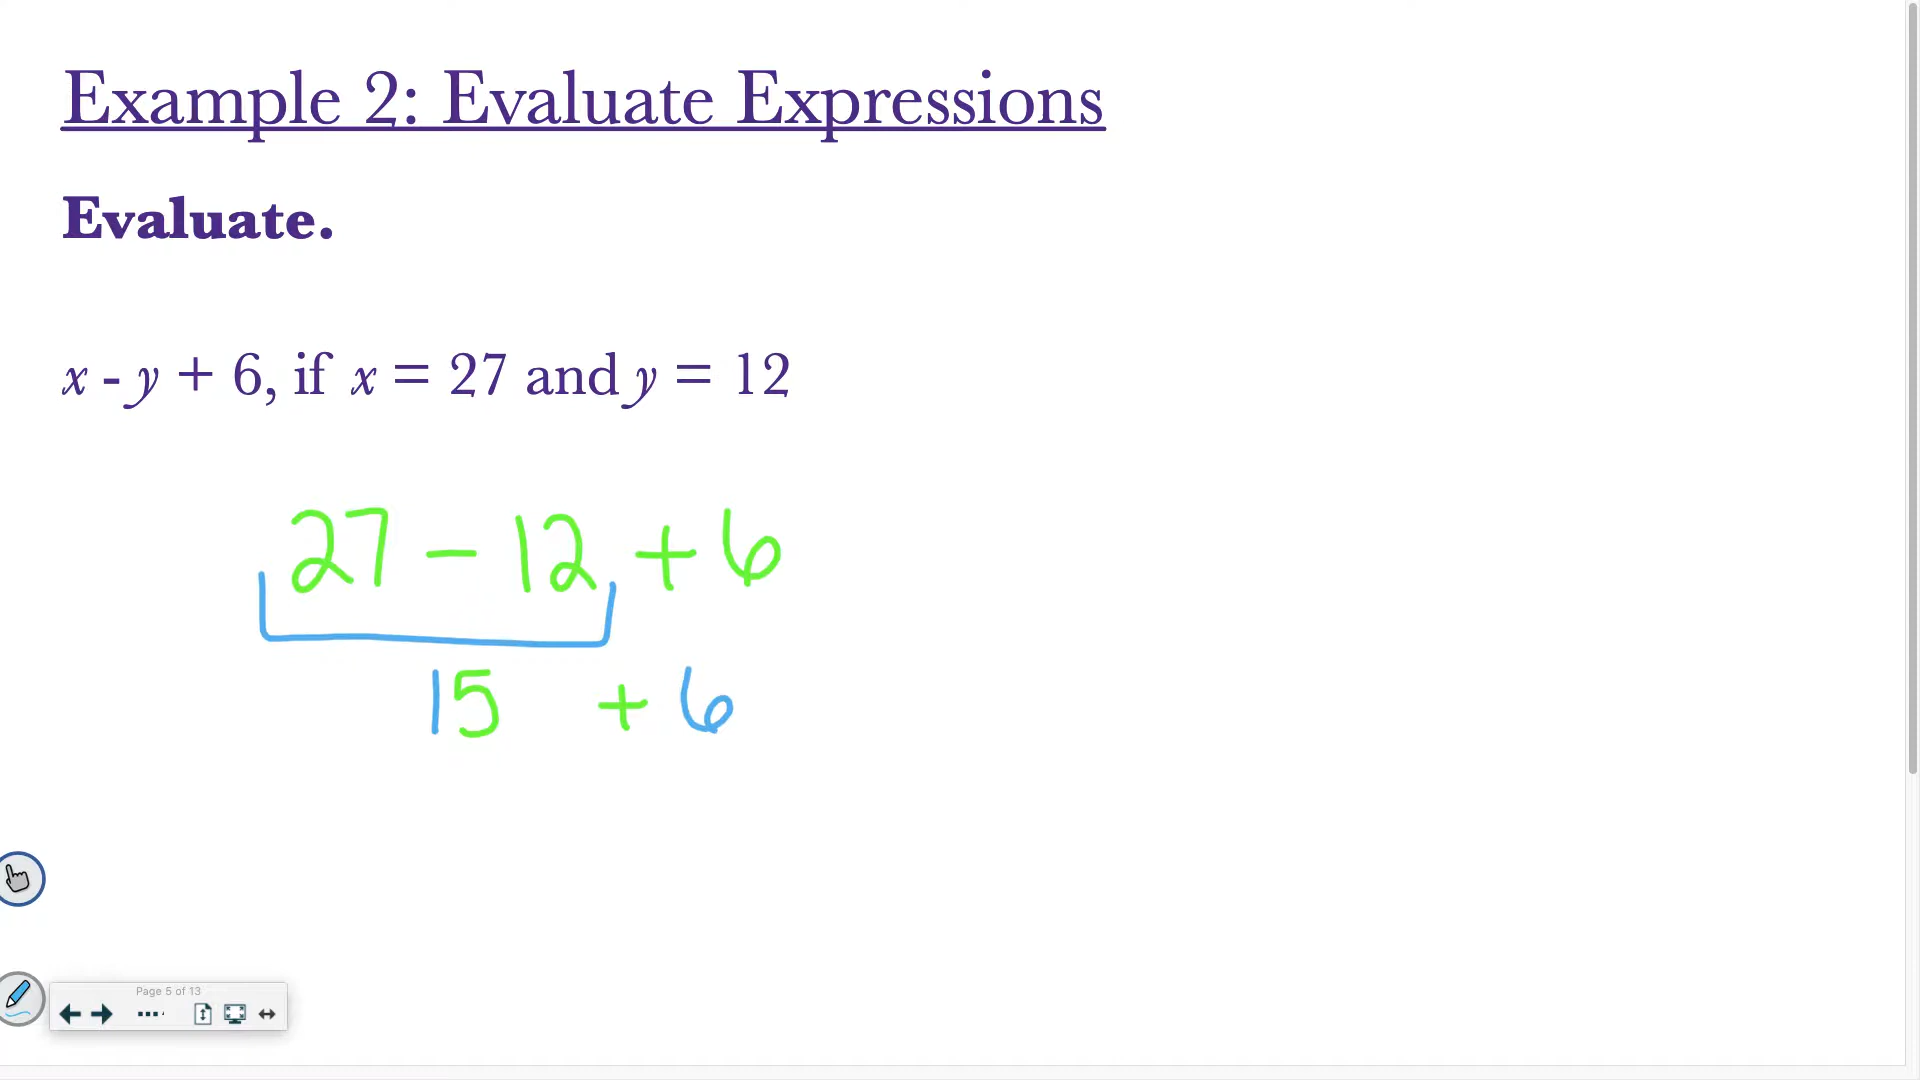 Example 2: Evaluate Expressions
Evaluate.
x - y + 6, if x = 27 and y = 12
27 - 12 + 6
15 + 6
Page 5 of 13